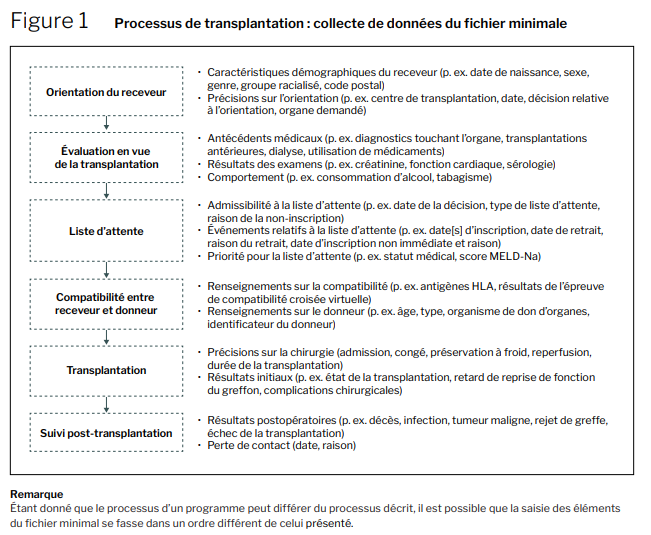 Figure 1 Processus de transplantation : collecte de données du fichier minimale
Orientation du receveur
• Caractéristiques démographiques du receveur (p. ex. date de naissance, sexe,
genre, groupe racialisé, code postal)
• Précisions sur l'orientation (p. ex. centre de transplantation, date, décision relative
à l'orientation, organe demandé)
Évaluation en vue
de la transplantation
• Antécédents médicaux (p. ex. diagnostics touchant l'organe, transplantations
antérieures, dialyse, utilisation de médicaments)
• Résultats des examens (p. ex. créatinine, fonction cardiaque, sérologie)
• Comportement (p. ex. consommation d'alcool, tabagisme)
Liste d'attente
• Admissibilité à la liste d'attente (p. ex. date de la décision, type de liste d'attente,
raison de la non-inscription)
• Événements relatifs à la liste d'attente (p. ex. date[s] d'inscription, date de retrait,
raison du retrait, date d'inscription non immédiate et raison)
• Priorité pour la liste d'attente (p. ex. statut médical, score MELD-Na)
Compatibilité entre
receveur et donneur
• Renseignements sur la compatibilité (p. ex. antigènes HLA, résultats de l'épreuve
de compatibilité croisée virtuelle)
• Renseignements sur le donneur (p. ex. âge, type, organisme de don d'organes,
identificateur du donneur)
Transplantation
• Précisions sur la chirurgie (admission, congé, préservation à froid, reperfusion,
durée de la transplantation)
• Résultats initiaux (p. ex. état de la transplantation, retard de reprise de fonction
du greffon, complications chirurgicales)
Suivi post-transplantation
• Résultats postopératoires (p. ex. décès, infection, tumeur maligne, rejet de greffe,
échec de la transplantation)
• Perte de contact (date, raison)
Remarque
Étant donné que le processus d'un programme peut différer du processus décrit, il est possible que la saisie des éléments
du fichier minimal se fasse dans un ordre différent de celui présenté.